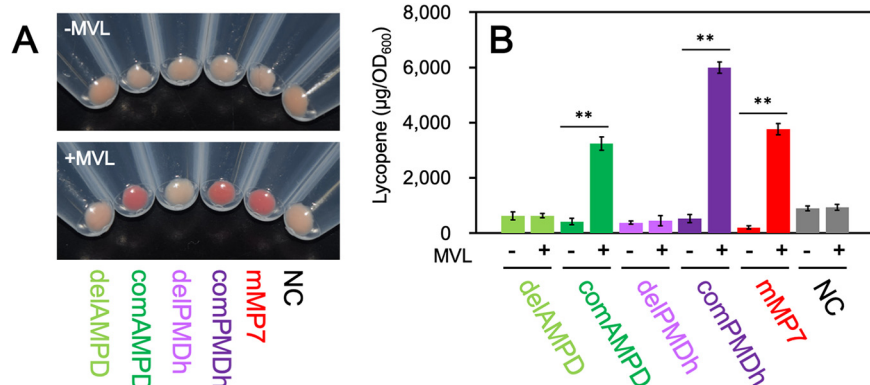 A
-MVL
+MVL
delAMPD
comAMPD
delPMDh
comPMDh
mMP7
NC
B
Lycopene (μg/OD600)
8,000
6,000
4,000
2,000
0
** ** **
MVL - + - + - + - + - + - +
delAMPD
comAMPD
delPMDh
comPMDh
mMP7
NC